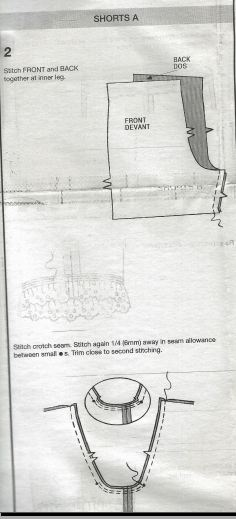 SHORTS A
2
Stitch FRONT and BACK
together at inner leg.
BACK
DOS
FRONT
DEVANT
Stitch crotch seam. Stitch again 1/4 (6mm) away in seam allowance
between small ● s. Trim close to second stitching.